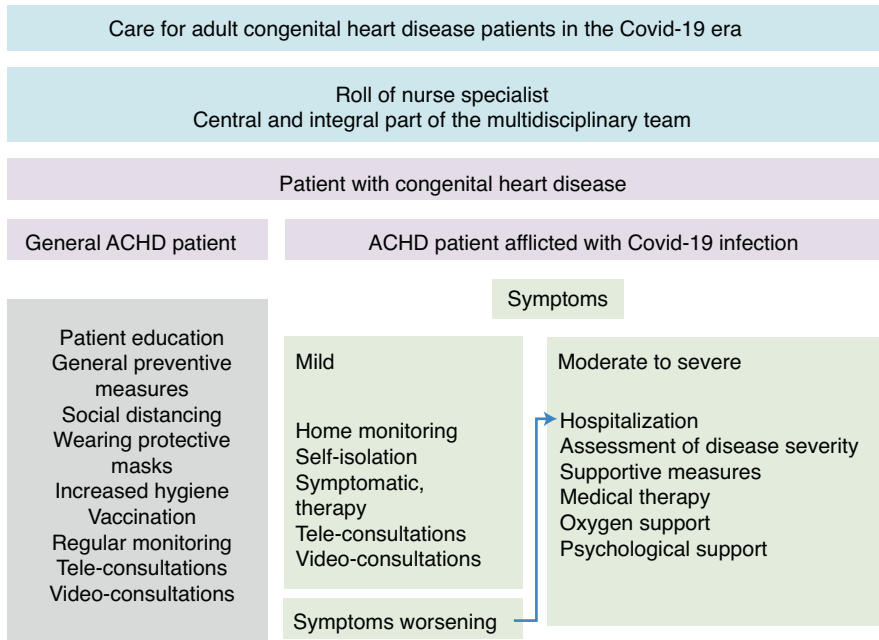 Care for adult congenital heart disease patients in the Covid-19 era
Roll of nurse specialist
Central and integral part of the multidisciplinary team
Patient with congenital heart disease
General ACHD patient
ACHD patient afflicted with Covid-19 infection
Patient education
General preventive
measures
Social distancing
Wearing protective
masks
Increased hygiene
Vaccination
Regular monitoring
Tele-consultations
Video-consultations
Symptoms
Mild
Home monitoring
Self-isolation
Symptomatic,
therapy
Tele-consultations
Video-consultations
Symptoms worsening
Moderate to severe
Hospitalization
Assessment of disease severity
Supportive measures
Medical therapy
Oxygen support
Psychological support